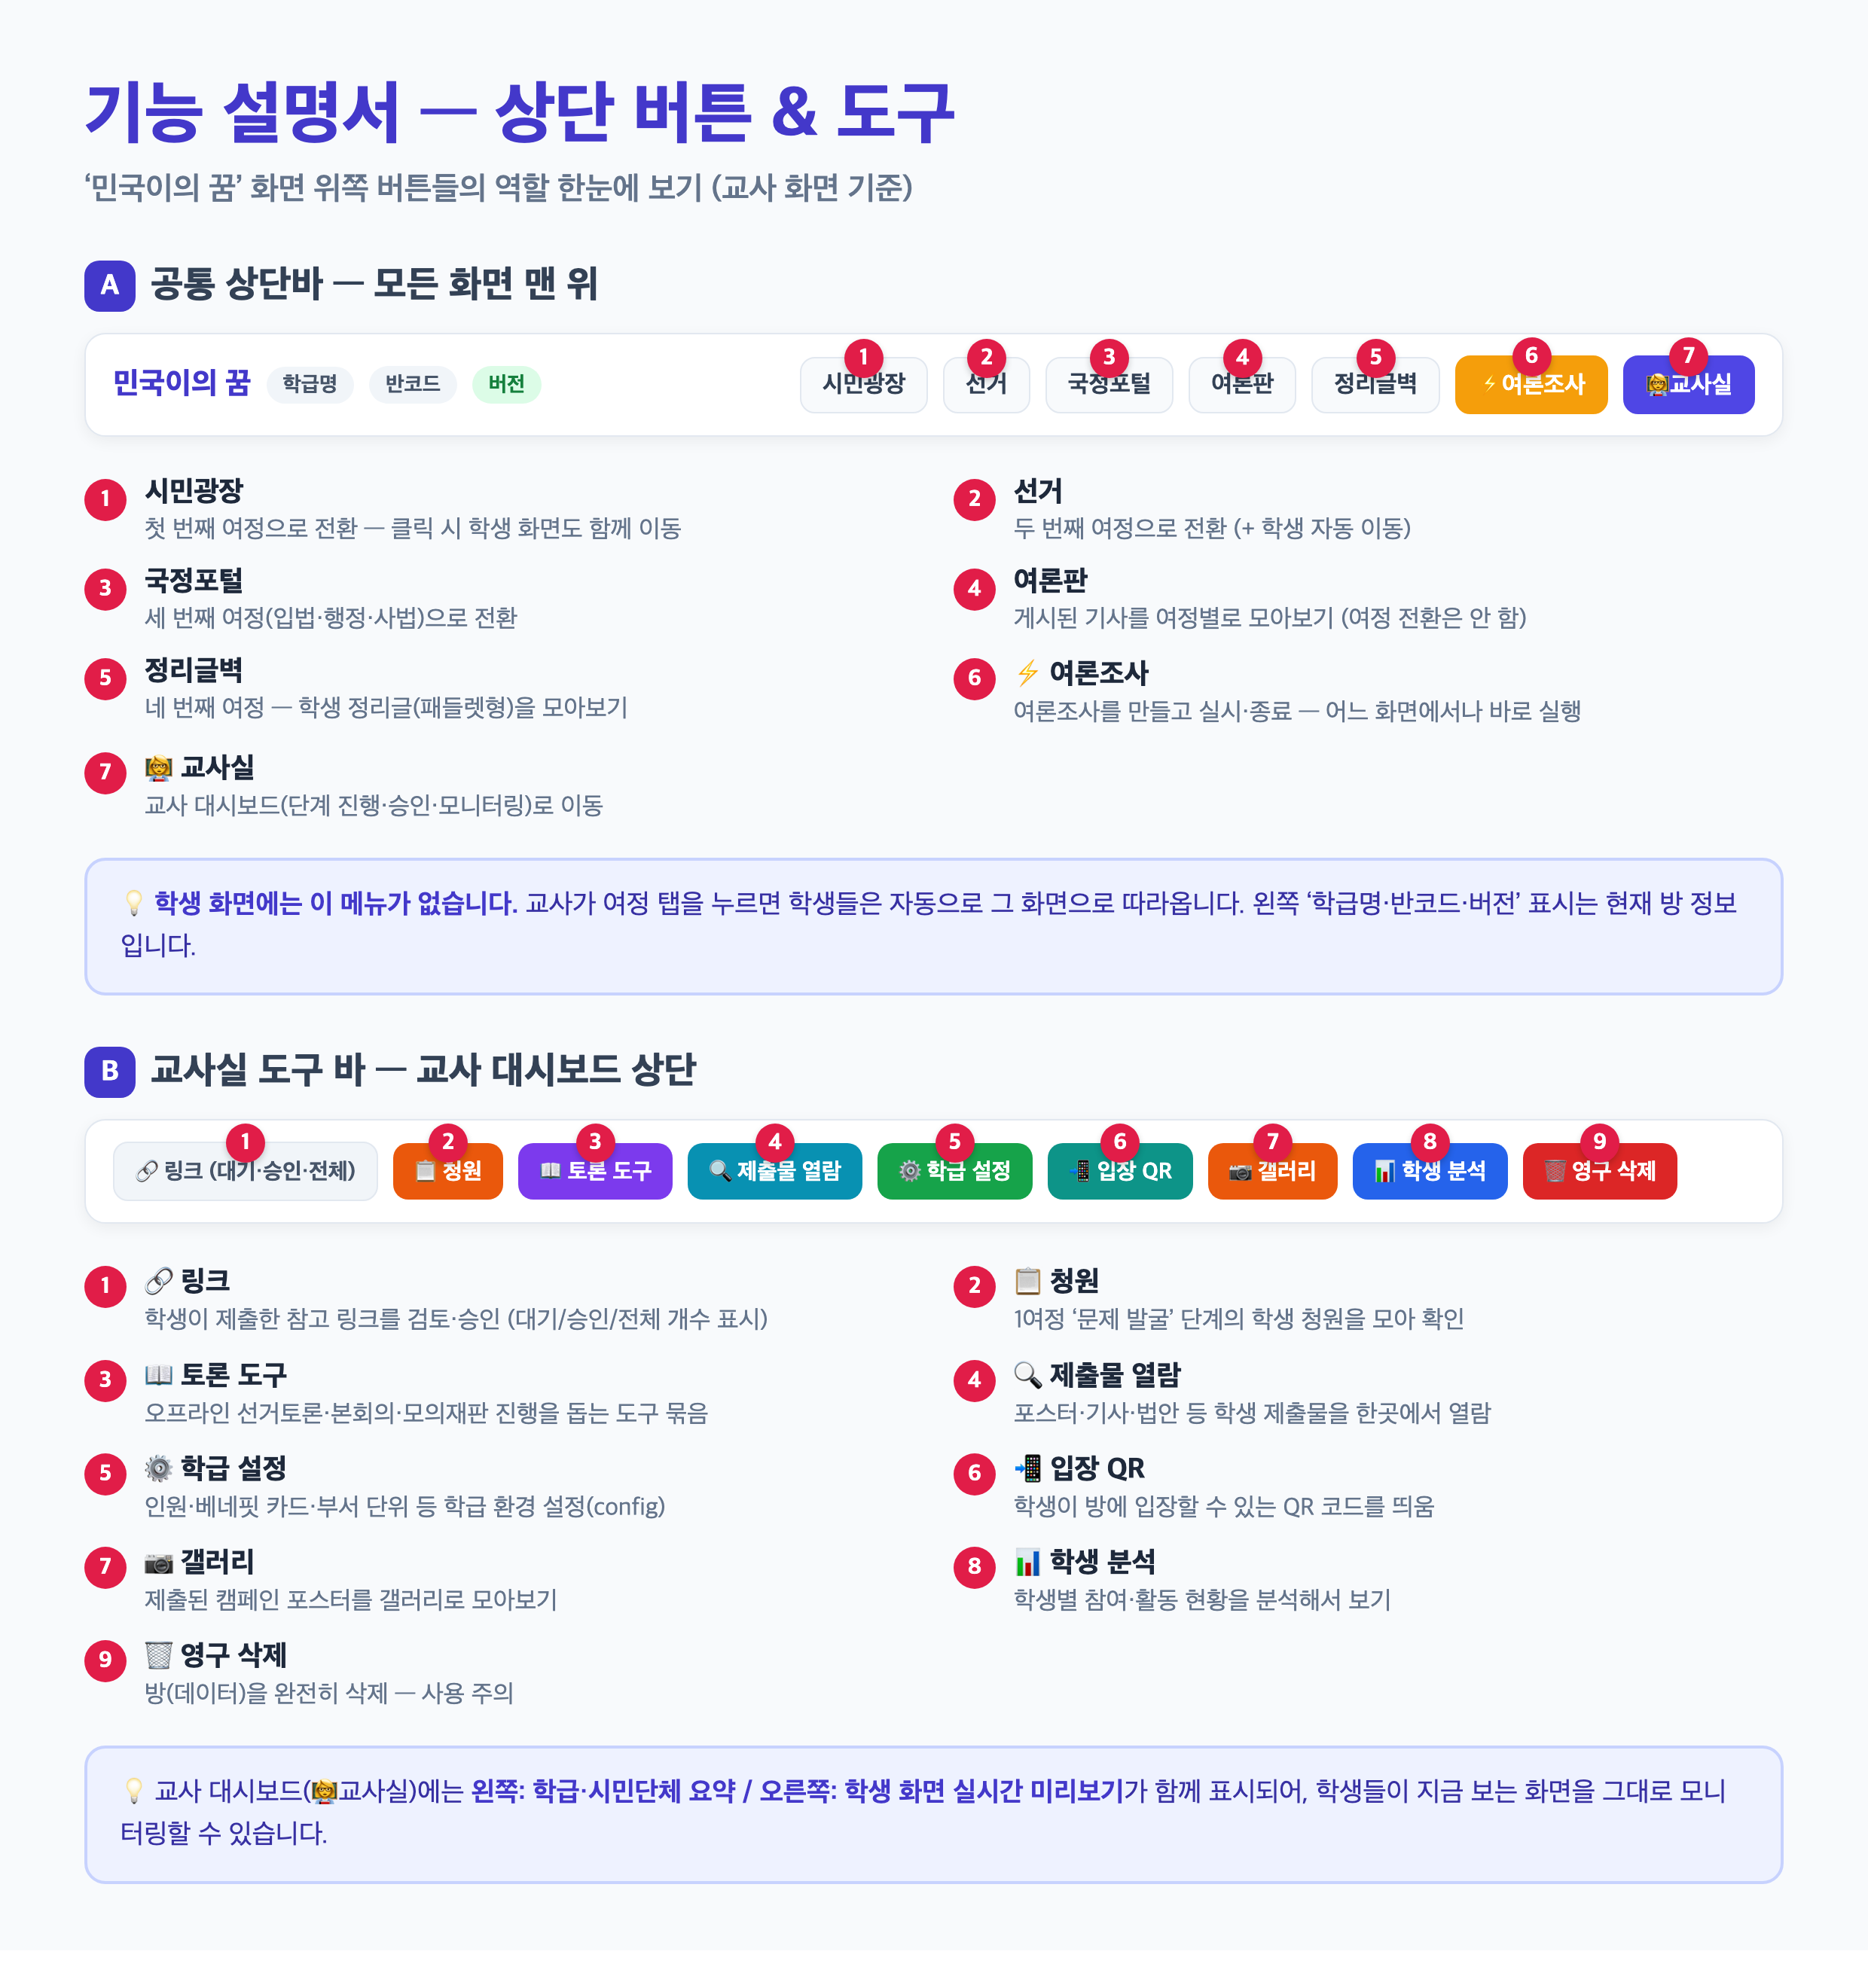 기능 설명서 — 상단 버튼 & 도구
‘민국이의 꿈’ 화면 위쪽 버튼들의 역할 한눈에 보기 (교사 화면 기준)
A 공통 상단바 — 모든 화면 맨 위
민국이의 꿈 학급명 반코드 버전 1 시민광장 2 선거 3 국정포털 4 여론판 5 정리글벽 6 ⚡여론조사 7 👩‍🏫교사실
1 시민광장
첫 번째 여정으로 전환 — 클릭 시 학생 화면도 함께 이동
2 선거
두 번째 여정으로 전환 (+ 학생 자동 이동)
3 국정포털
세 번째 여정(입법·행정·사법)으로 전환
4 여론판
게시된 기사를 여정별로 모아보기 (여정 전환은 안 함)
5 정리글벽
네 번째 여정 — 학생 정리글(패들렛형)을 모아보기
6 ⚡ 여론조사
여론조사를 만들고 실시·종료 — 어느 화면에서나 바로 실행
7 👩‍🏫 교사실
교사 대시보드(단계 진행·승인·모니터링)로 이동
💡 학생 화면에는 이 메뉴가 없습니다. 교사가 여정 탭을 누르면 학생들은 자동으로 그 화면으로 따라옵니다. 왼쪽 ‘학급명·반코드·버전’ 표시는 현재 방 정보
입니다.
B 교사실 도구 바 — 교사 대시보드 상단
1 🔗 링크 (대기·승인·전체) 2 📋 청원 3 📖 토론 도구 4 🔍 제출물 열람 5 ⚙️ 학급 설정 6 📲 입장 QR 7 📷 갤러리 8 📊 학생 분석 9 🗑️ 영구 삭제
1 🔗 링크
학생이 제출한 참고 링크를 검토·승인 (대기/승인/전체 개수 표시)
2 📋 청원
1여정 ‘문제 발굴’ 단계의 학생 청원을 모아 확인
3 📖 토론 도구
오프라인 선거토론·본회의·모의재판 진행을 돕는 도구 묶음
4 🔍 제출물 열람
포스터·기사·법안 등 학생 제출물을 한곳에서 열람
5 ⚙️ 학급 설정
인원·베네핏 카드·부서 단위 등 학급 환경 설정(config)
6 📲 입장 QR
학생이 방에 입장할 수 있는 QR 코드를 띄움
7 📷 갤러리
제출된 캠페인 포스터를 갤러리로 모아보기
8 📊 학생 분석
학생별 참여·활동 현황을 분석해서 보기
9 🗑️ 영구 삭제
방(데이터)을 완전히 삭제 — 사용 주의
💡 교사 대시보드(👩‍🏫교사실)에는 왼쪽: 학급·시민단체 요약 / 오른쪽: 학생 화면 실시간 미리보기가 함께 표시되어, 학생들이 지금 보는 화면을 그대로 모니
터링할 수 있습니다.